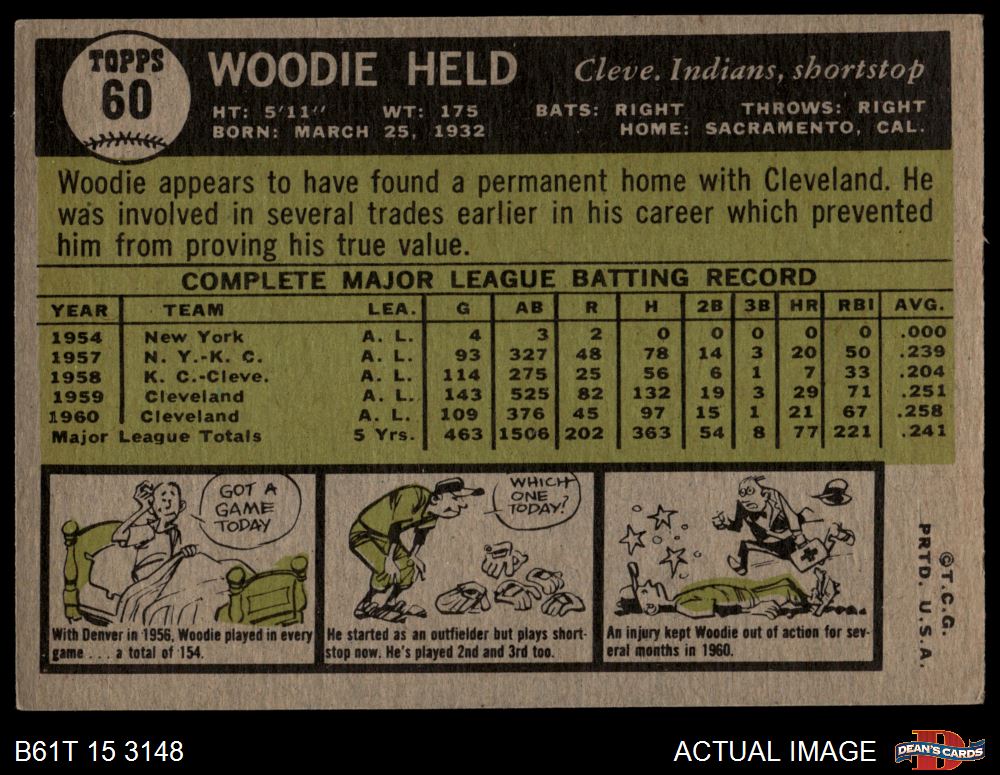 TOPPS
60
WOODIE HELD
Cleve. Indians, shortstop
HT: 5'11" WT: 175 BATS: RIGHT THROWS: RIGHT
BORN: MARCH 25, 1932 HOME: SACRAMENTO, CAL.
Woodie appears to have found a permanent home with Cleveland. He
was involved in several trades earlier in his career which prevented
him from proving his true value.
COMPLETE MAJOR LEAGUE BATTING RECORD
YEAR TEAM LEA. G AB R H 2B 3B HR RBI AVG.
1954 New York A. L. 4 3 2 0 0 0 0 0 .000
1957 N. Y.-K. C. A. L. 93 327 48 78 14 3 20 50 .239
1958 K. C.-Cleve. A. L. 114 275 25 56 6 1 7 33 .204
1959 Cleveland A. L. 143 525 82 132 19 3 29 71 .251
1960 Cleveland A. L. 109 376 45 97 15 1 21 67 .258
Major League Totals 5 Yrs. 463 1506 202 363 54 8 77 221 .241
GOT A
GAME
TODAY
With Denver in 1956, Woodie played in every
game . . . a total of 154.
WHICH
ONE
TODAY?
He started as an outfielder but plays short-
stop now. He's played 2nd and 3rd too.
An injury kept Woodie out of action for sev-
eral months in 1960.
©T.C.G.
PRTD. U.S.A.
B61T 15 3148
ACTUAL IMAGE
DEAN'S CARDS